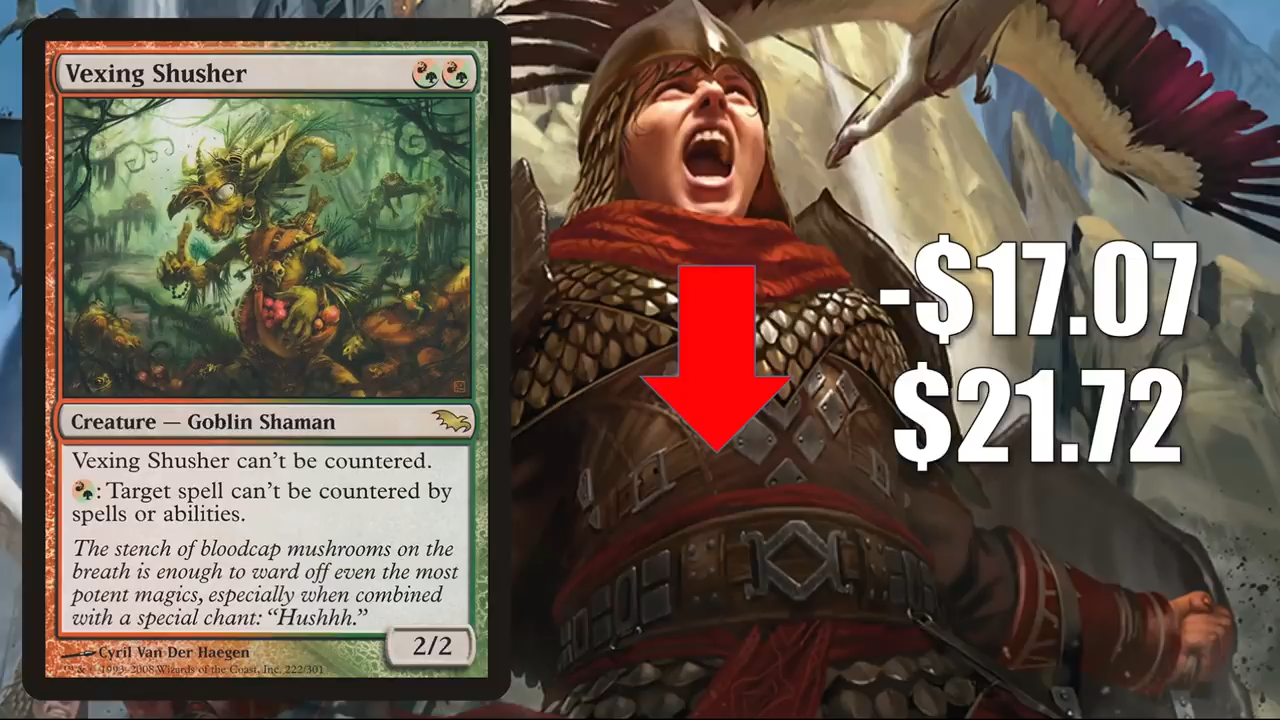 Vexing Shusher
Creature — Goblin Shaman
Vexing Shusher can't be countered.
: Target spell can't be countered by
spells or abilities.
The stench of bloodcap mushrooms on the
breath is enough to ward off even the most
potent magics, especially when combined
with a special chant: “Hushhh.”
2/2
Cyril Van Der Haegen
™ & © 1993–2008 Wizards of the Coast, Inc. 222/301
-$17.07
$21.72